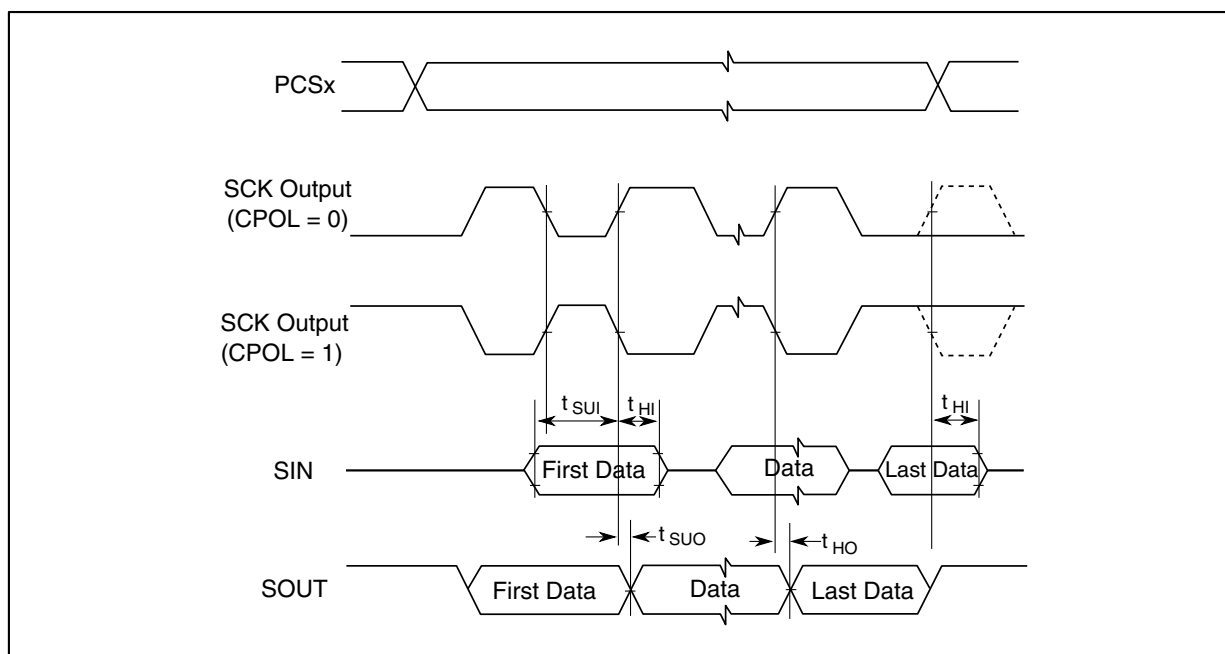 PCSx
SCK Output
(CPOL = 0)
SCK Output
(CPOL = 1)
t SUI
t HI
t HI
SIN
First Data
Data
Last Data
t SUO
t HO
SOUT
First Data
Data
Last Data